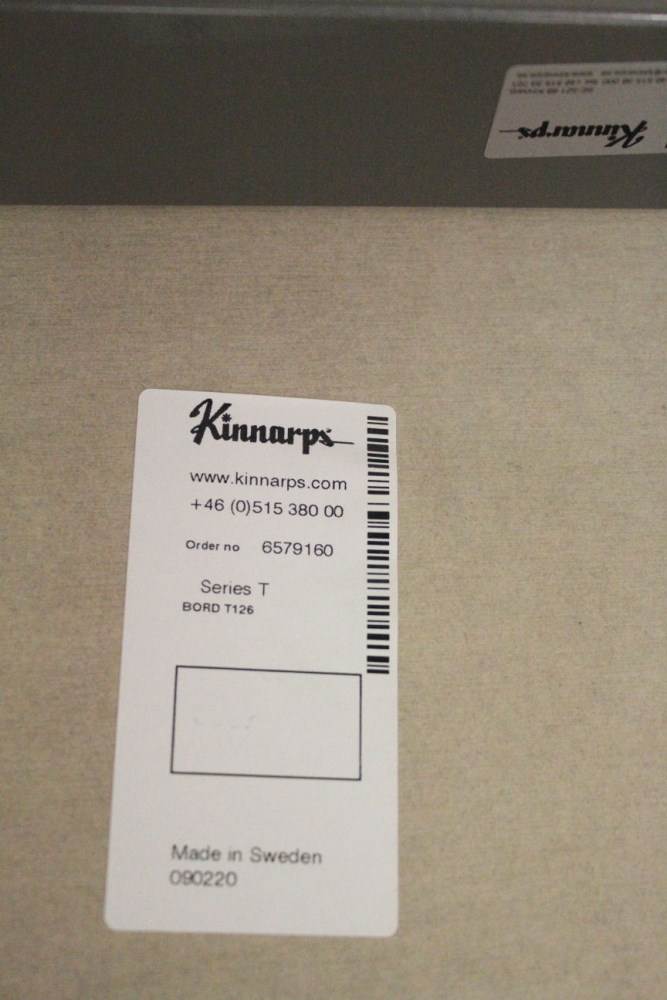 Kinnarps
Kinnarps
www.kinnarps.com
+46 (0)515 380 00
Order no 6579160
Series T
BORD T126
Made in Sweden
090220